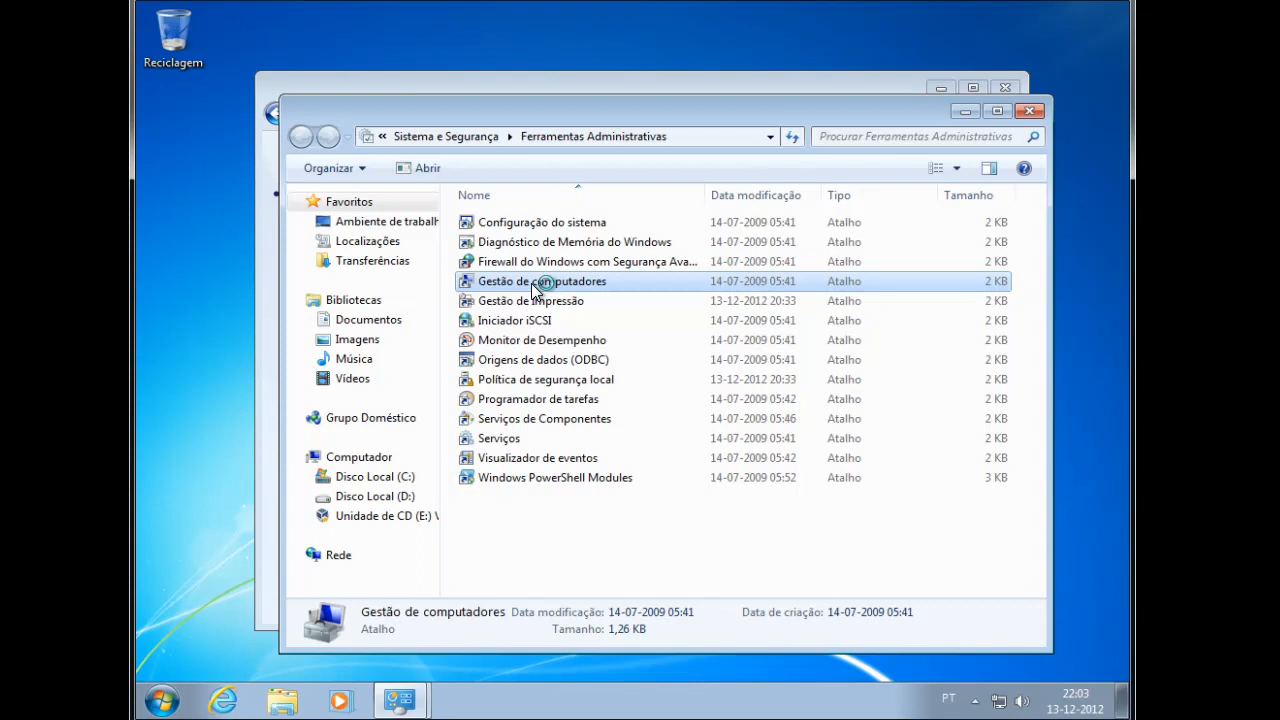 Reciclagem
« Sistema e Segurança Ferramentas Administrativas
Procurar Ferramentas Administrativas
Organizar Abrir
Nome Data modificação Tipo Tamanho
Favoritos
Ambiente de trabalh
Localizações
Transferências
Bibliotecas
Documentos
Imagens
Música
Vídeos
Grupo Doméstico
Computador
Disco Local (C:)
Disco Local (D:)
Unidade de CD (E:) V
Rede
Configuração do sistema 14-07-2009 05:41 Atalho 2 KB
Diagnóstico de Memória do Windows 14-07-2009 05:41 Atalho 2 KB
Firewall do Windows com Segurança Ava... 14-07-2009 05:41 Atalho 2 KB
Gestão de computadores 14-07-2009 05:41 Atalho 2 KB
Gestão de Impressão 13-12-2012 20:33 Atalho 2 KB
Iniciador iSCSI 14-07-2009 05:41 Atalho 2 KB
Monitor de Desempenho 14-07-2009 05:41 Atalho 2 KB
Origens de dados (ODBC) 14-07-2009 05:41 Atalho 2 KB
Política de segurança local 13-12-2012 20:33 Atalho 2 KB
Programador de tarefas 14-07-2009 05:42 Atalho 2 KB
Serviços de Componentes 14-07-2009 05:46 Atalho 2 KB
Serviços 14-07-2009 05:41 Atalho 2 KB
Visualizador de eventos 14-07-2009 05:42 Atalho 2 KB
Windows PowerShell Modules 14-07-2009 05:52 Atalho 3 KB
Gestão de computadores Data modificação: 14-07-2009 05:41 Data de criação: 14-07-2009 05:41
Atalho Tamanho: 1,26 KB
PT
22:03
13-12-2012